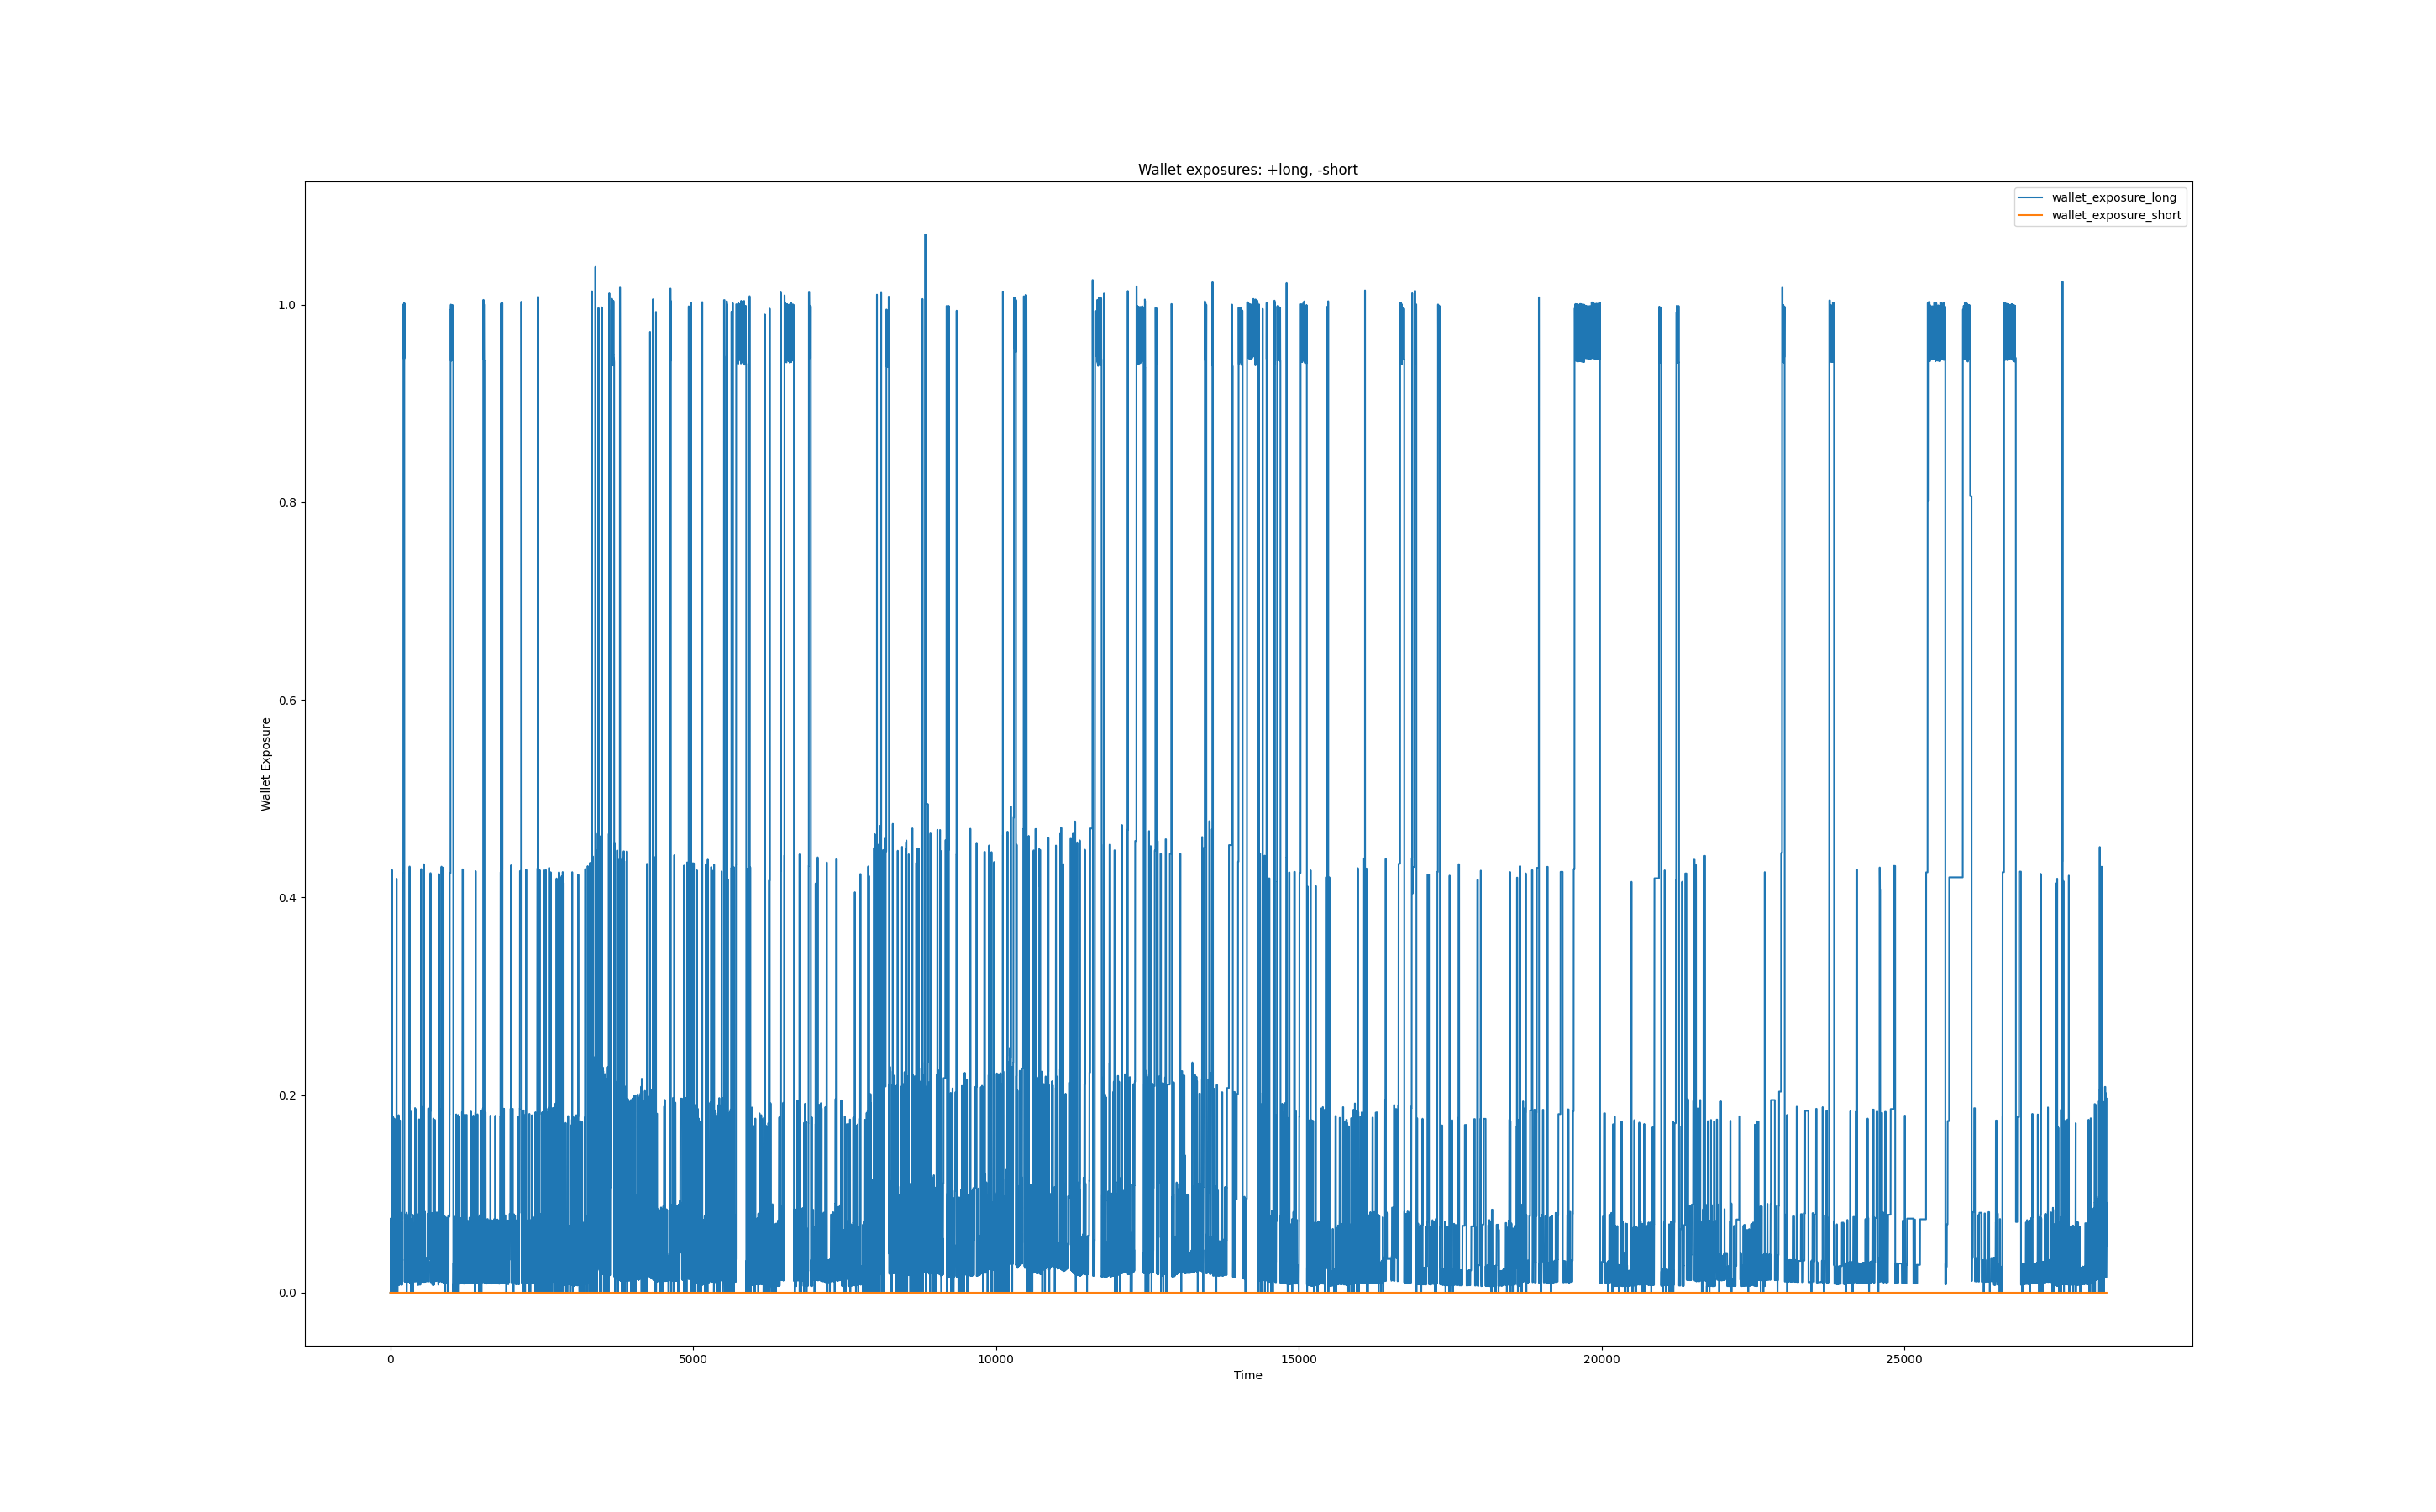 Wallet exposures: +long, -short
wallet_exposure_long
wallet_exposure_short
1.0
0.8
0.6
0.4
0.2
0.0
Wallet Exposure
0 5000 10000 15000 20000 25000
Time